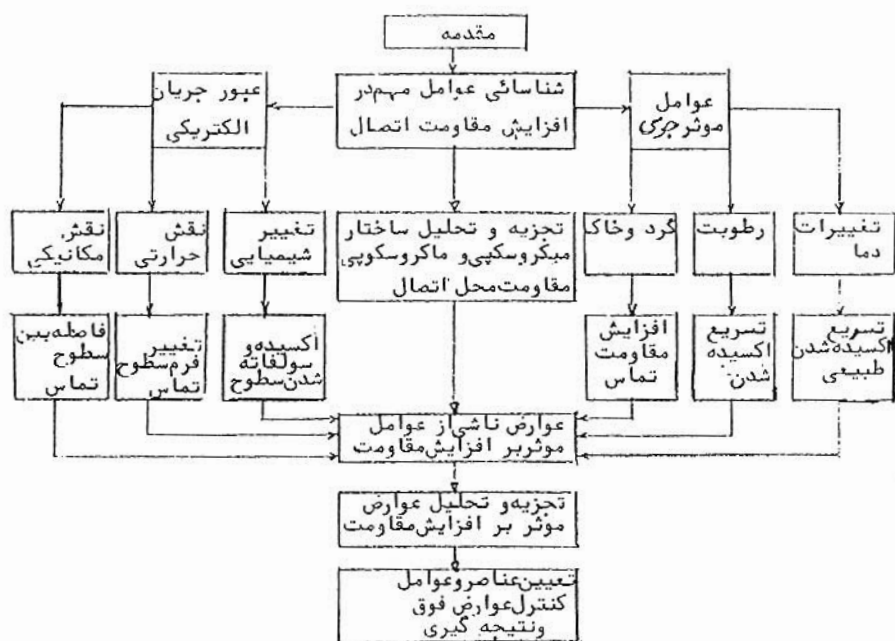 مقدمه
عوامل
موثر جوی
شناسائی عوامل مهم در
افزایش مقاومت اتصال
عبور جریان
الکتریکی
تغییرات
دما
رطوبت
گرد و خاک
تجزیه و تحلیل ساختار
میکروسکپی و ماکروسکوپی
مقاومت محل اتصال
تغییر
شیمیایی
نقش
حرارتی
نقش
مکانیکی
تسریع
اکسیده شدن
طبیعی
تسریع
اکسیده
شدن
افزایش
مقاومت
تماس
اکسیده و
سولفاته
شدن سطوح
تغییر
فرم سطوح
تماس
فاصله بین
سطوح
تماس
عوارض ناشی از عوامل
موثر بر افزایش مقاومت
تجزیه و تحلیل عوارض
موثر بر افزایش مقاومت
تعیین عناصر و عوامل
کنترل عوارض فوق
و نتیجه گیری